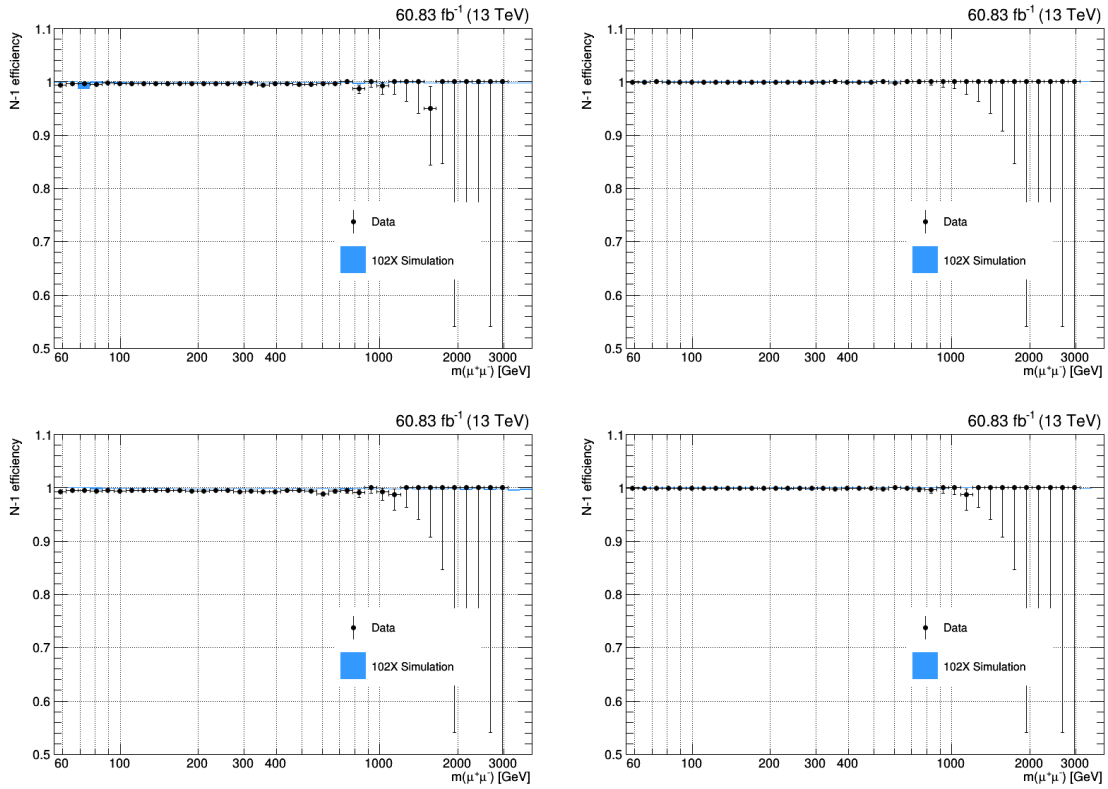 60.83 fb⁻¹ (13 TeV)
N-1 efficiency
1.1
1
0.9
0.8
0.7
0.6
0.5
Data
102X Simulation
60 100 200 300 400 1000 2000 3000
m(μ⁺μ⁻) [GeV]
60.83 fb⁻¹ (13 TeV)
N-1 efficiency
1.1
1
0.9
0.8
0.7
0.6
0.5
Data
102X Simulation
60 100 200 300 400 1000 2000 3000
m(μ⁺μ⁻) [GeV]
60.83 fb⁻¹ (13 TeV)
N-1 efficiency
1.1
1
0.9
0.8
0.7
0.6
0.5
Data
102X Simulation
60 100 200 300 400 1000 2000 3000
m(μ⁺μ⁻) [GeV]
60.83 fb⁻¹ (13 TeV)
N-1 efficiency
1.1
1
0.9
0.8
0.7
0.6
0.5
Data
102X Simulation
60 100 200 300 400 1000 2000 3000
m(μ⁺μ⁻) [GeV]